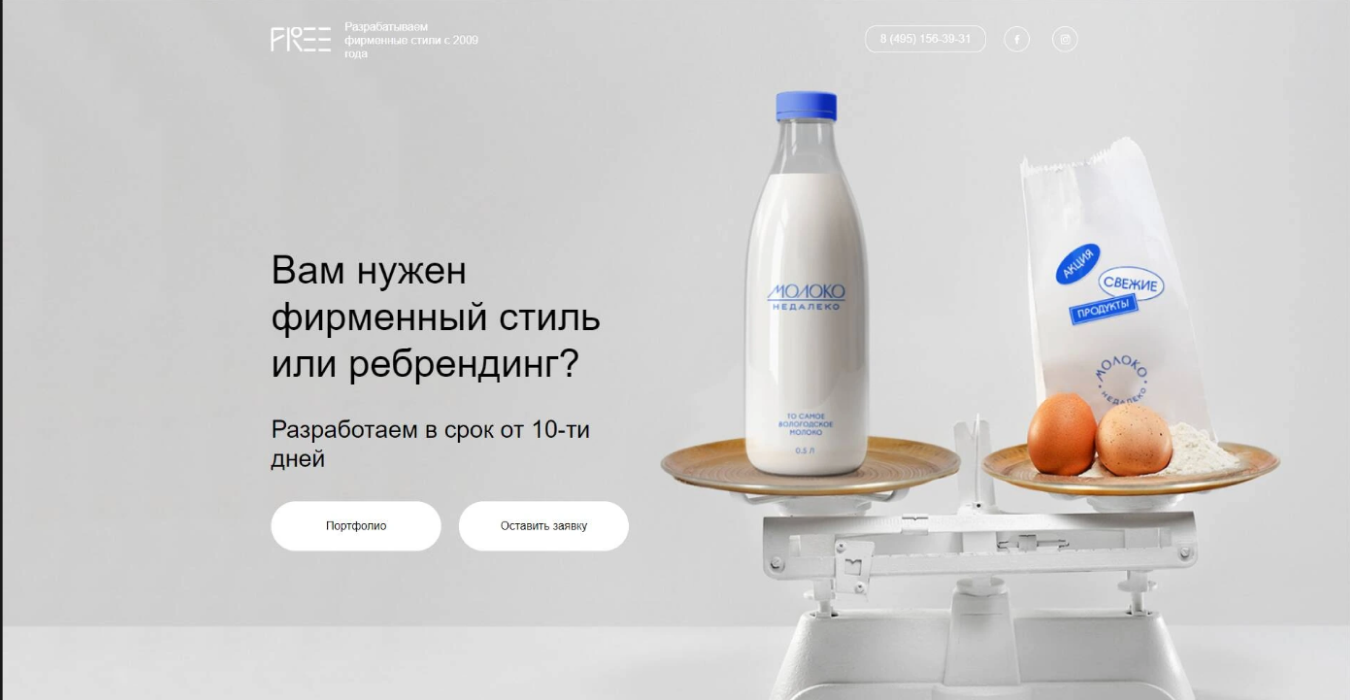 FREE
Разрабатываем
фирменные стили с 2009
года
8 (495) 156-39-31
Вам нужен
фирменный стиль
или ребрендинг?
Разработаем в срок от 10-ти
дней
Портфолио
Оставить заявку
МОЛОКО
НЕДАЛЕКО
ТО САМОЕ
ВОЛОГОДСКОЕ
МОЛОКО
0.5 Л
АКЦИЯ
СВЕЖИЕ
ПРОДУКТЫ
МОЛОКО
НЕДАЛЕКО